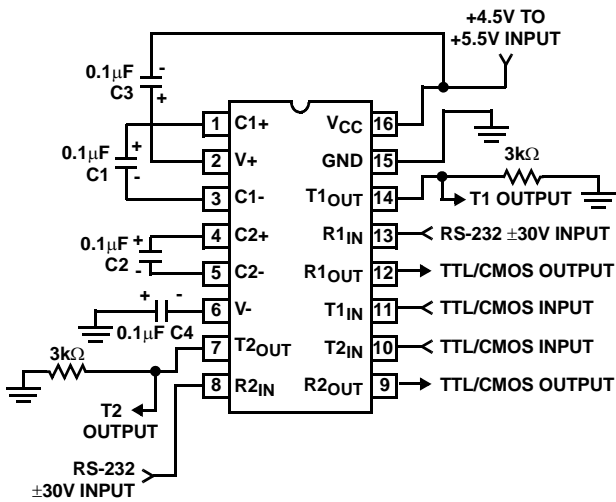 +4.5V TO
+5.5V INPUT
0.1μF
C3
-
+
0.1μF
C1
+
-
1 C1+
2 V+
3 C1-
4 C2+
5 C2-
6 V-
7 T2OUT
8 R2IN
VCC 16
GND 15
T1OUT 14
R1IN 13
R1OUT 12
T1IN 11
T2IN 10
R2OUT 9
3kΩ
T1 OUTPUT
RS-232 ±30V INPUT
TTL/CMOS OUTPUT
TTL/CMOS INPUT
TTL/CMOS INPUT
TTL/CMOS OUTPUT
0.1μF
C2
+
-
+ -
0.1μF C4
3kΩ
T2
OUTPUT
RS-232
±30V INPUT